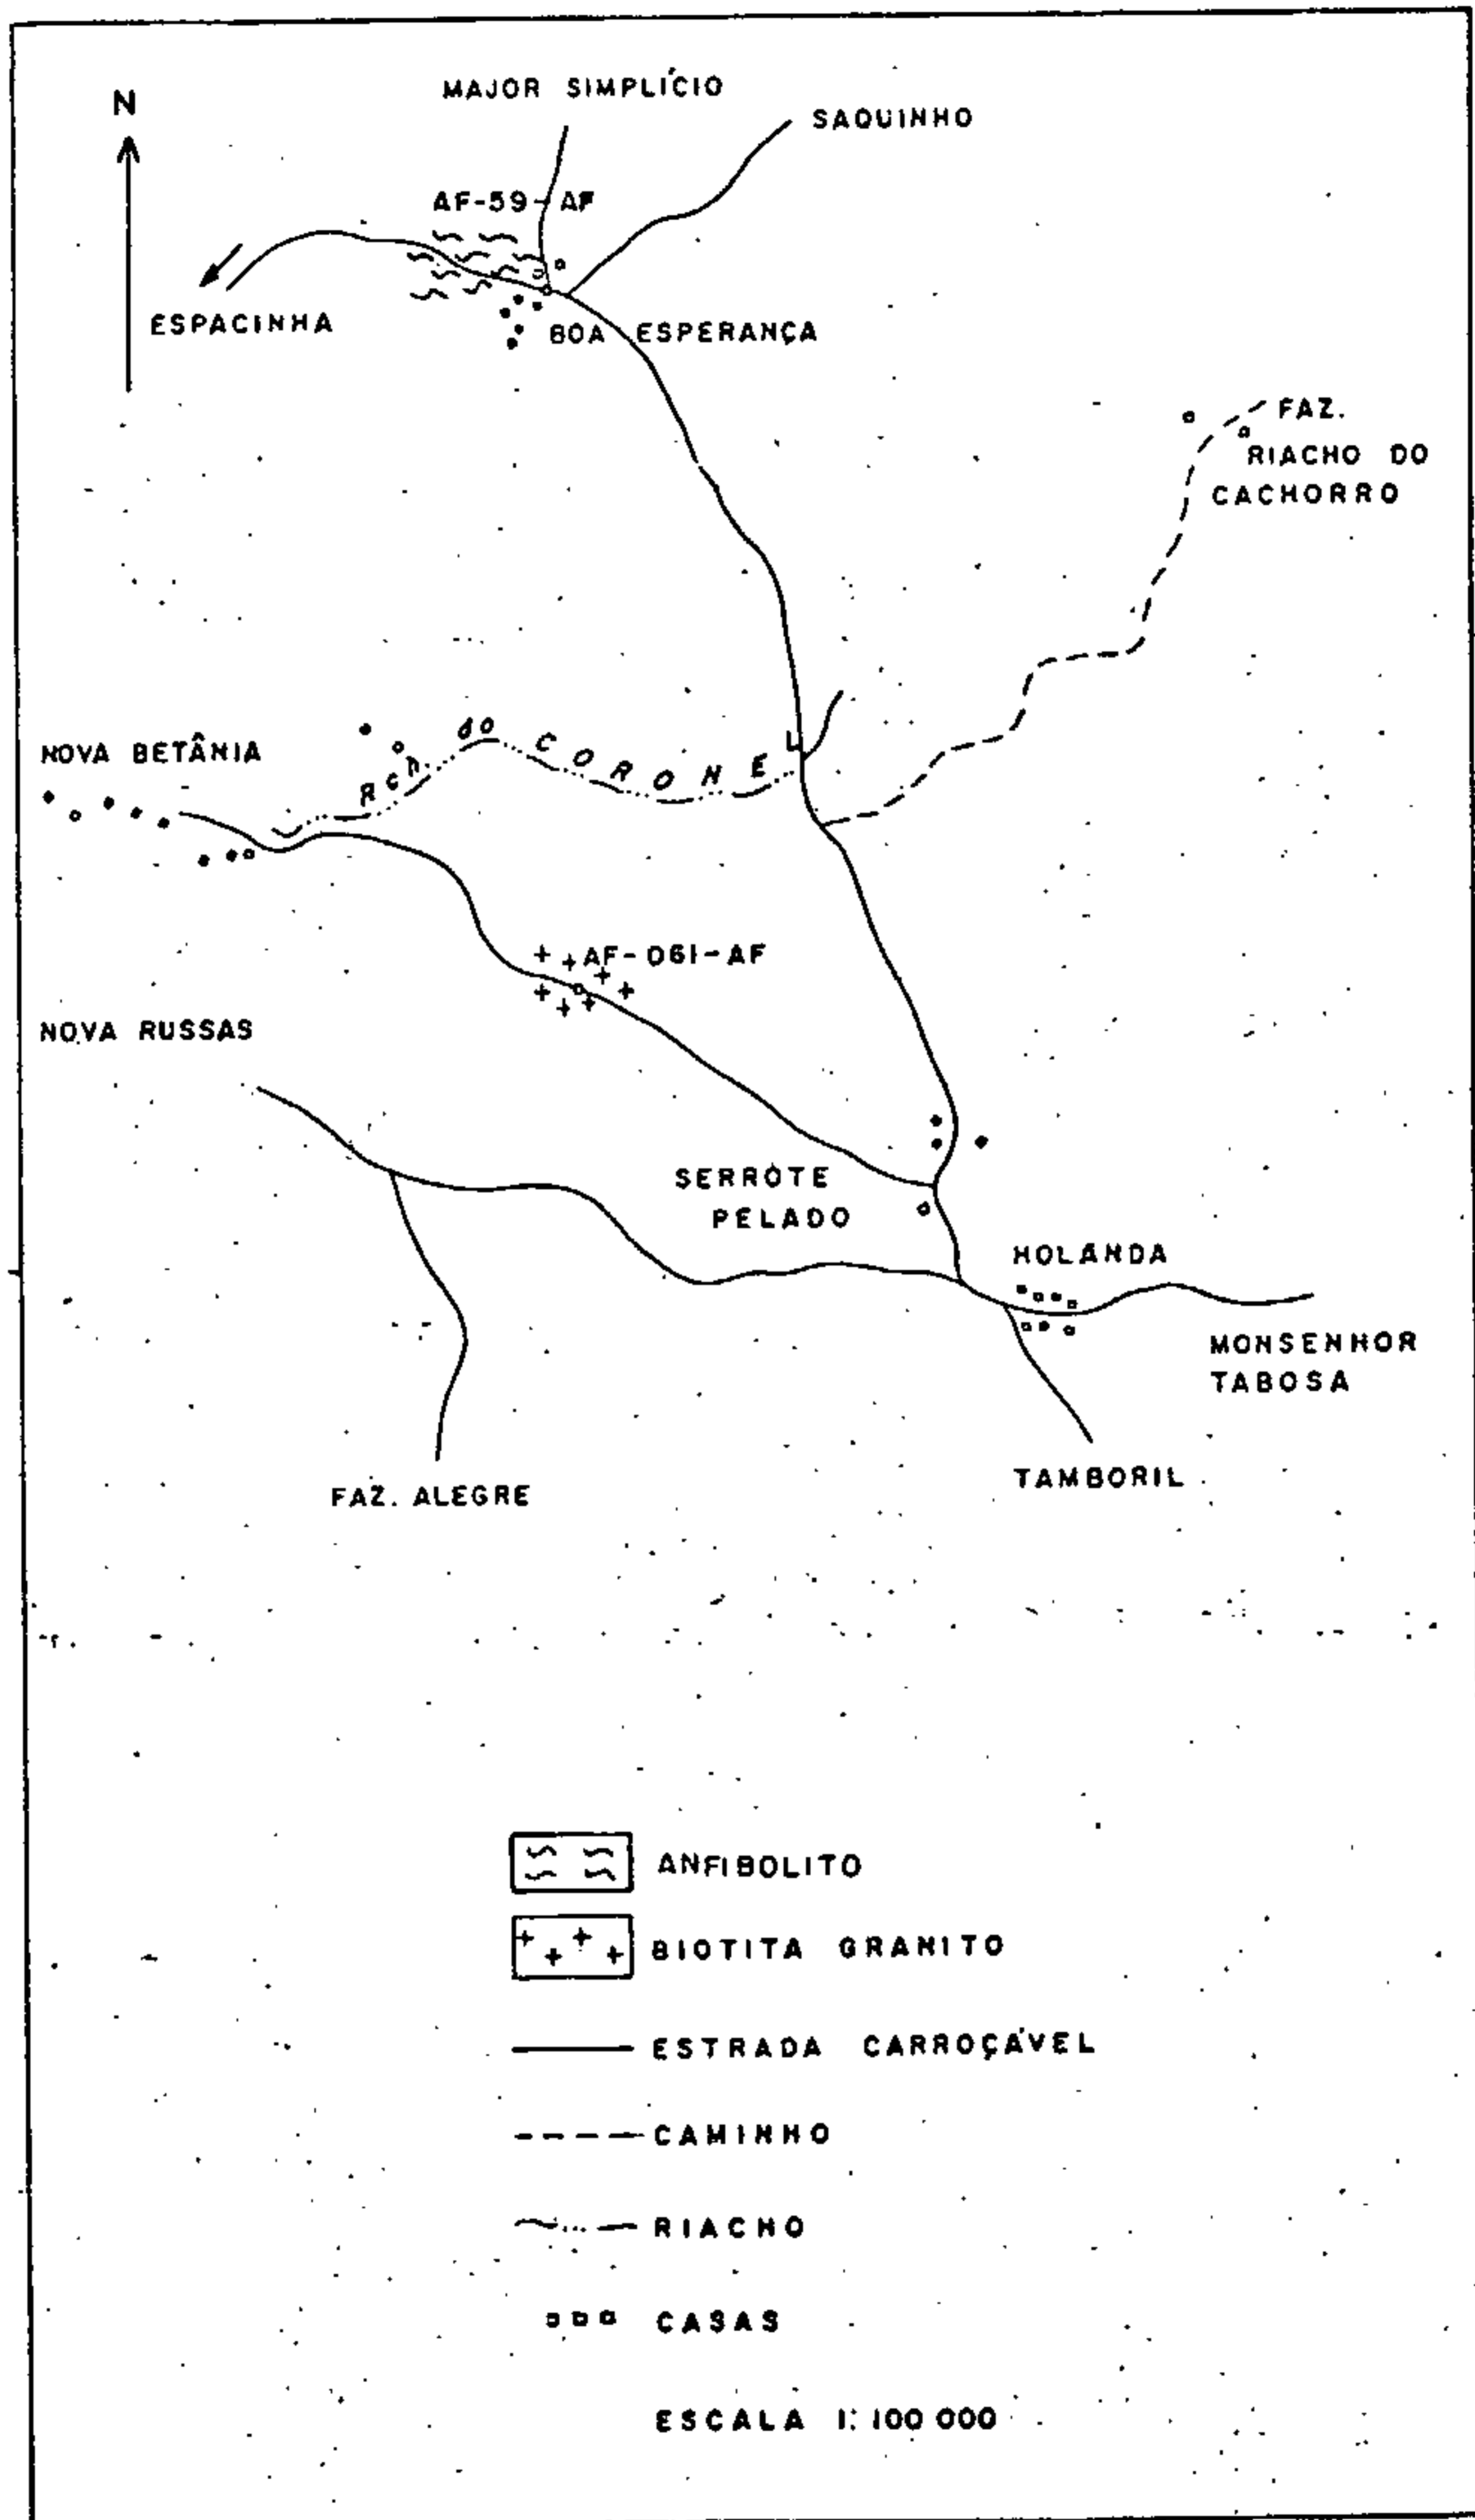 N
MAJOR SIMPLÍCIO
SAQUINHO
AF-59-AF
ESPACINHA
BOA ESPERANÇA
FAZ.
RIACHO DO
CACHORRO
NOVA BETÂNIA
RCH. do CORONEL
AF-061-AF
NOVA RUSSAS
SERROTE
PELADO
HOLANDA
MONSENHOR
TABOSA
TAMBORIL
FAZ. ALEGRE
ANFIBOLITO
BIOTITA GRANITO
ESTRADA CARROÇÁVEL
CAMINHO
RIACHO
CASAS
ESCALA 1:100 000